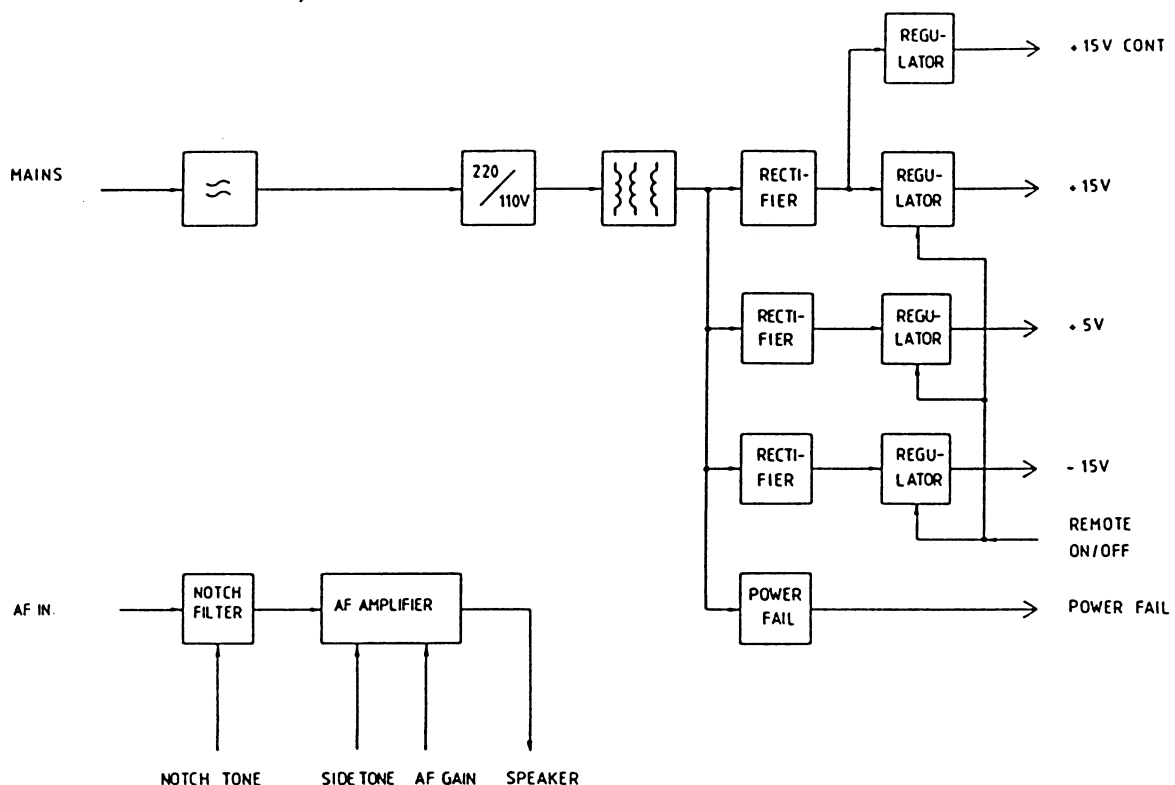 REGU-
LATOR
+15V CONT
MAINS
220
110V
RECTI-
FIER
REGU-
LATOR
+15V
RECTI-
FIER
REGU-
LATOR
+5V
RECTI-
FIER
REGU-
LATOR
-15V
REMOTE
ON/OFF
POWER
FAIL
POWER FAIL
AF IN.
NOTCH
FILTER
AF AMPLIFIER
NOTCH TONE
SIDETONE
AF GAIN
SPEAKER